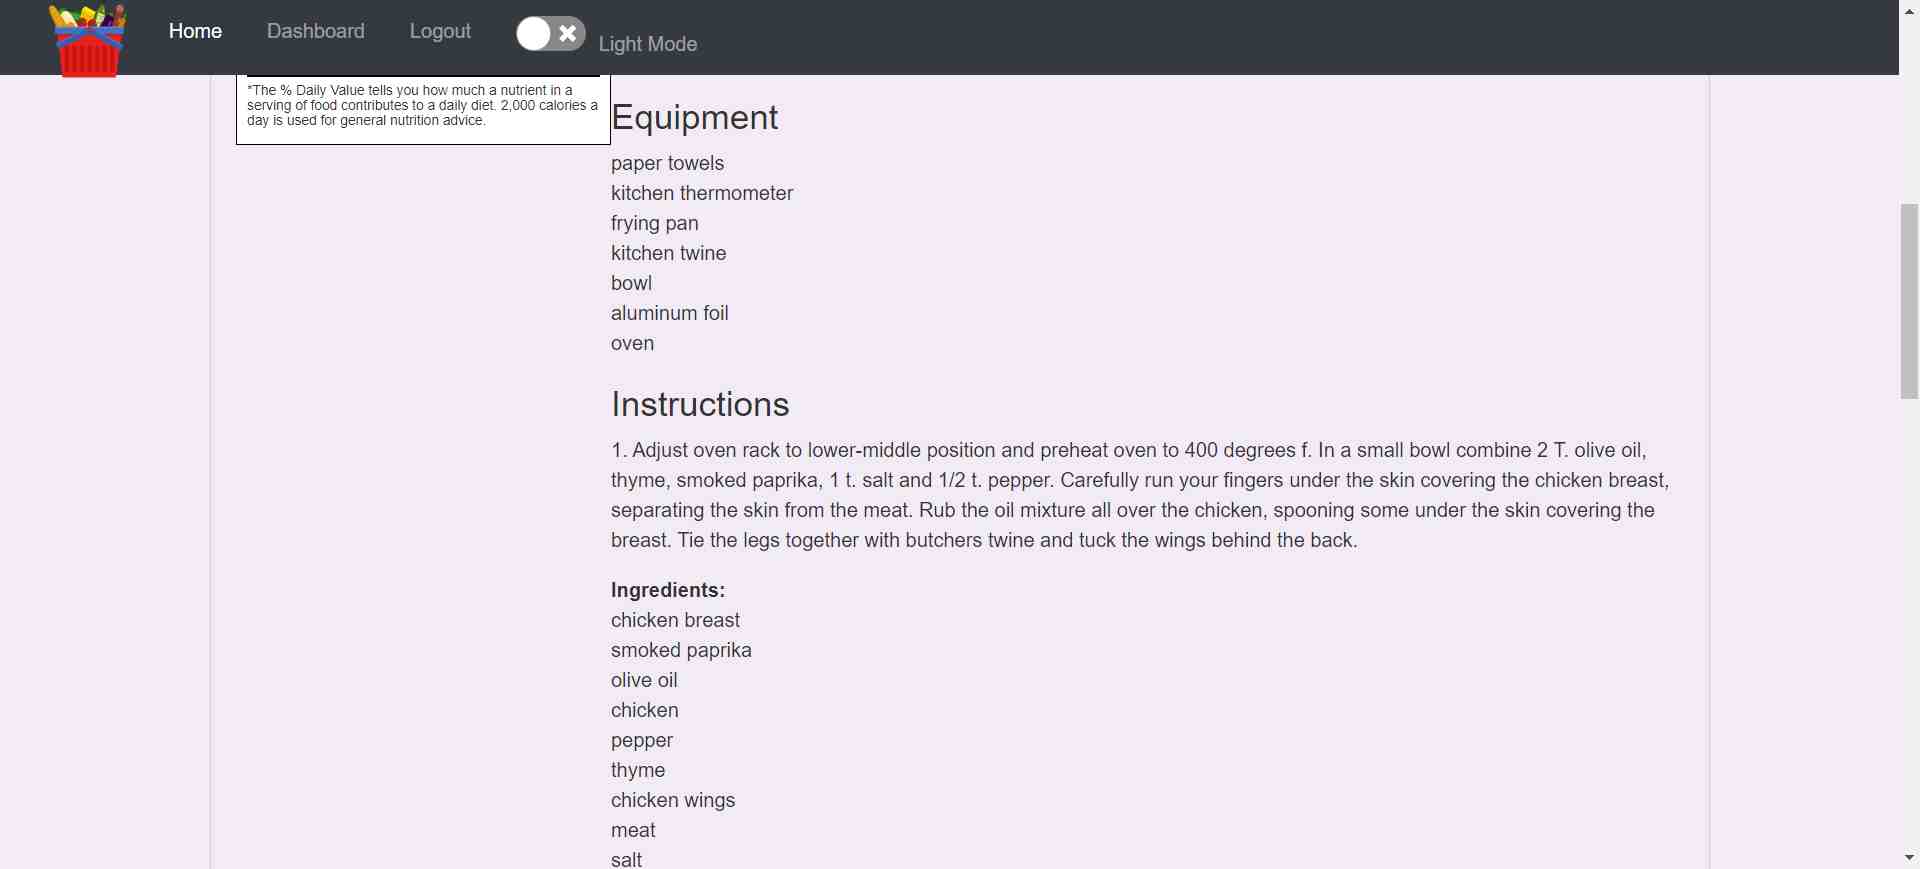 Home Dashboard Logout Light Mode
*The % Daily Value tells you how much a nutrient in a
serving of food contributes to a daily diet. 2,000 calories a
day is used for general nutrition advice.
Equipment
paper towels
kitchen thermometer
frying pan
kitchen twine
bowl
aluminum foil
oven
Instructions
1. Adjust oven rack to lower-middle position and preheat oven to 400 degrees f. In a small bowl combine 2 T. olive oil,
thyme, smoked paprika, 1 t. salt and 1/2 t. pepper. Carefully run your fingers under the skin covering the chicken breast,
separating the skin from the meat. Rub the oil mixture all over the chicken, spooning some under the skin covering the
breast. Tie the legs together with butchers twine and tuck the wings behind the back.
Ingredients:
chicken breast
smoked paprika
olive oil
chicken
pepper
thyme
chicken wings
meat
salt